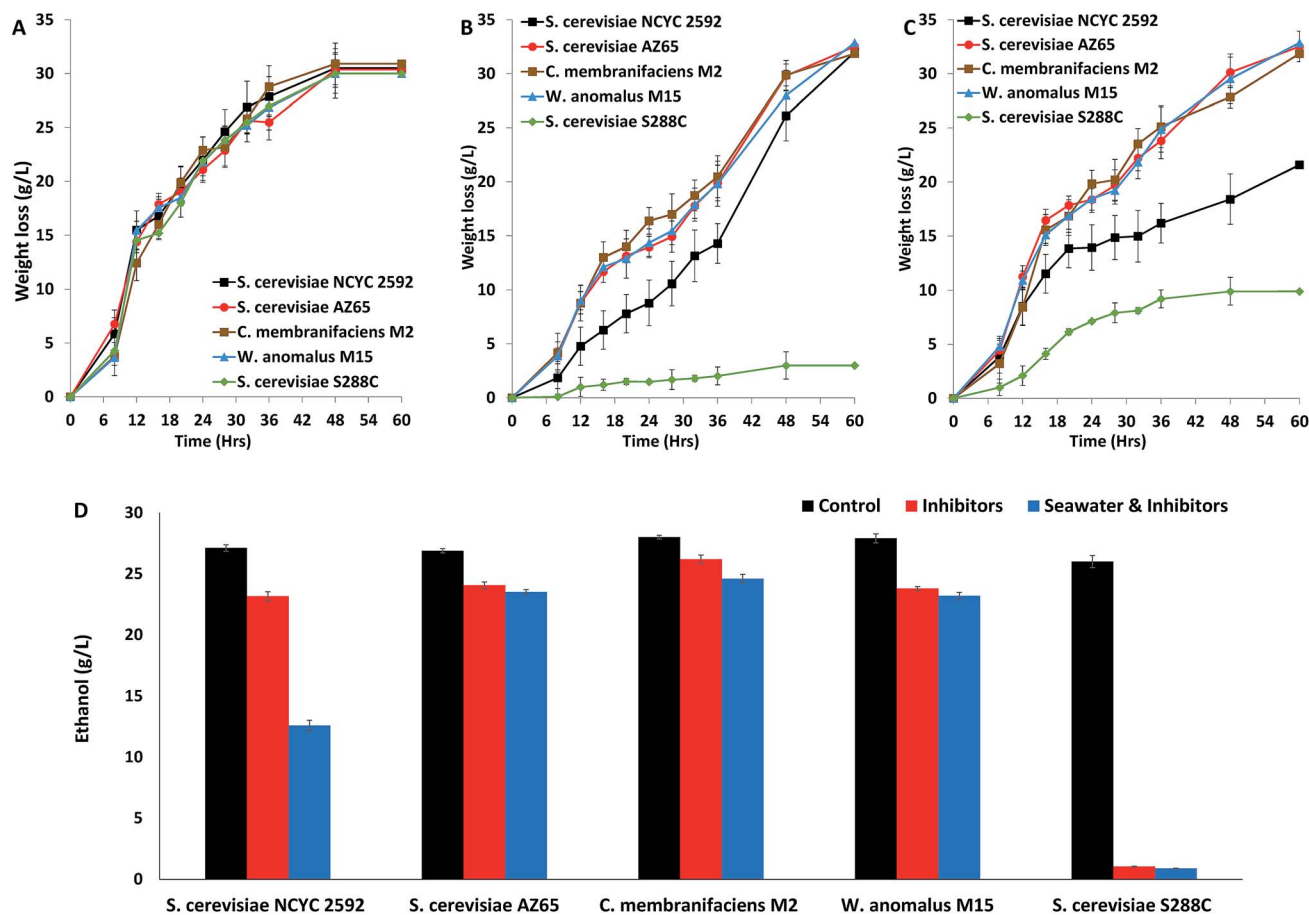 A
Weight loss (g/L)
35
30
25
20
15
10
5
0
0 6 12 18 24 30 36 42 48 54 60
Time (Hrs)
S. cerevisiae NCYC 2592
S. cerevisiae AZ65
C. membranifaciens M2
W. anomalus M15
S. cerevisiae S288C
B
Weight loss (g/L)
35
30
25
20
15
10
5
0
0 6 12 18 24 30 36 42 48 54 60
Time (Hrs)
S. cerevisiae NCYC 2592
S. cerevisiae AZ65
C. membranifaciens M2
W. anomalus M15
S. cerevisiae S288C
C
Weight loss (g/L)
35
30
25
20
15
10
5
0
0 6 12 18 24 30 36 42 48 54 60
Time (Hrs)
S. cerevisiae NCYC 2592
S. cerevisiae AZ65
C. membranifaciens M2
W. anomalus M15
S. cerevisiae S288C
D
Control Inhibitors Seawater & Inhibitors
Ethanol (g/L)
30
25
20
15
10
5
0
S. cerevisiae NCYC 2592 S. cerevisiae AZ65 C. membranifaciens M2 W. anomalus M15 S. cerevisiae S288C